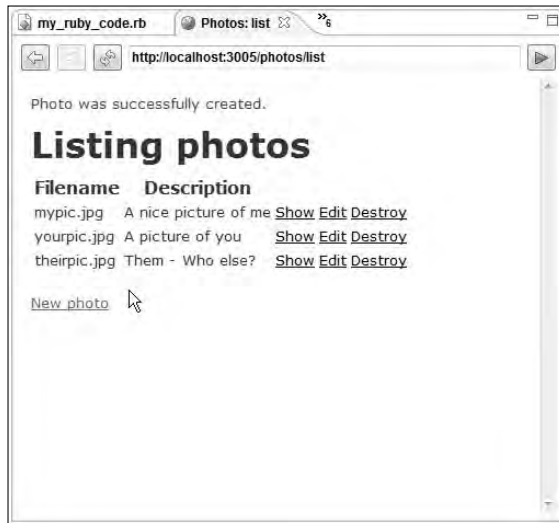 my_ruby_code.rb Photos: list »6
http://localhost:3005/photos/list
Photo was successfully created.
Listing photos
Filename Description
mypic.jpg A nice picture of me Show Edit Destroy
yourpic.jpg A picture of you Show Edit Destroy
theirpic.jpg Them - Who else? Show Edit Destroy
New photo